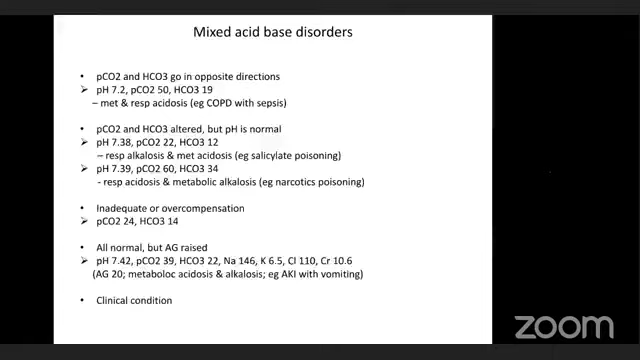 Mixed acid base disorders
• pCO2 and HCO3 go in opposite directions
➢ pH 7.2, pCO2 50, HCO3 19
– met & resp acidosis (eg COPD with sepsis)
• pCO2 and HCO3 altered, but pH is normal
➢ pH 7.38, pCO2 22, HCO3 12
– resp alkalosis & met acidosis (eg salicylate poisoning)
➢ pH 7.39, pCO2 60, HCO3 34
- resp acidosis & metabolic alkalosis (eg narcotics poisoning)
• Inadequate or overcompensation
➢ pCO2 24, HCO3 14
• All normal, but AG raised
➢ pH 7.42, pCO2 39, HCO3 22, Na 146, K 6.5, Cl 110, Cr 10.6
(AG 20; metaboloc acidosis & alkalosis; eg AKI with vomiting)
• Clinical condition
zoom